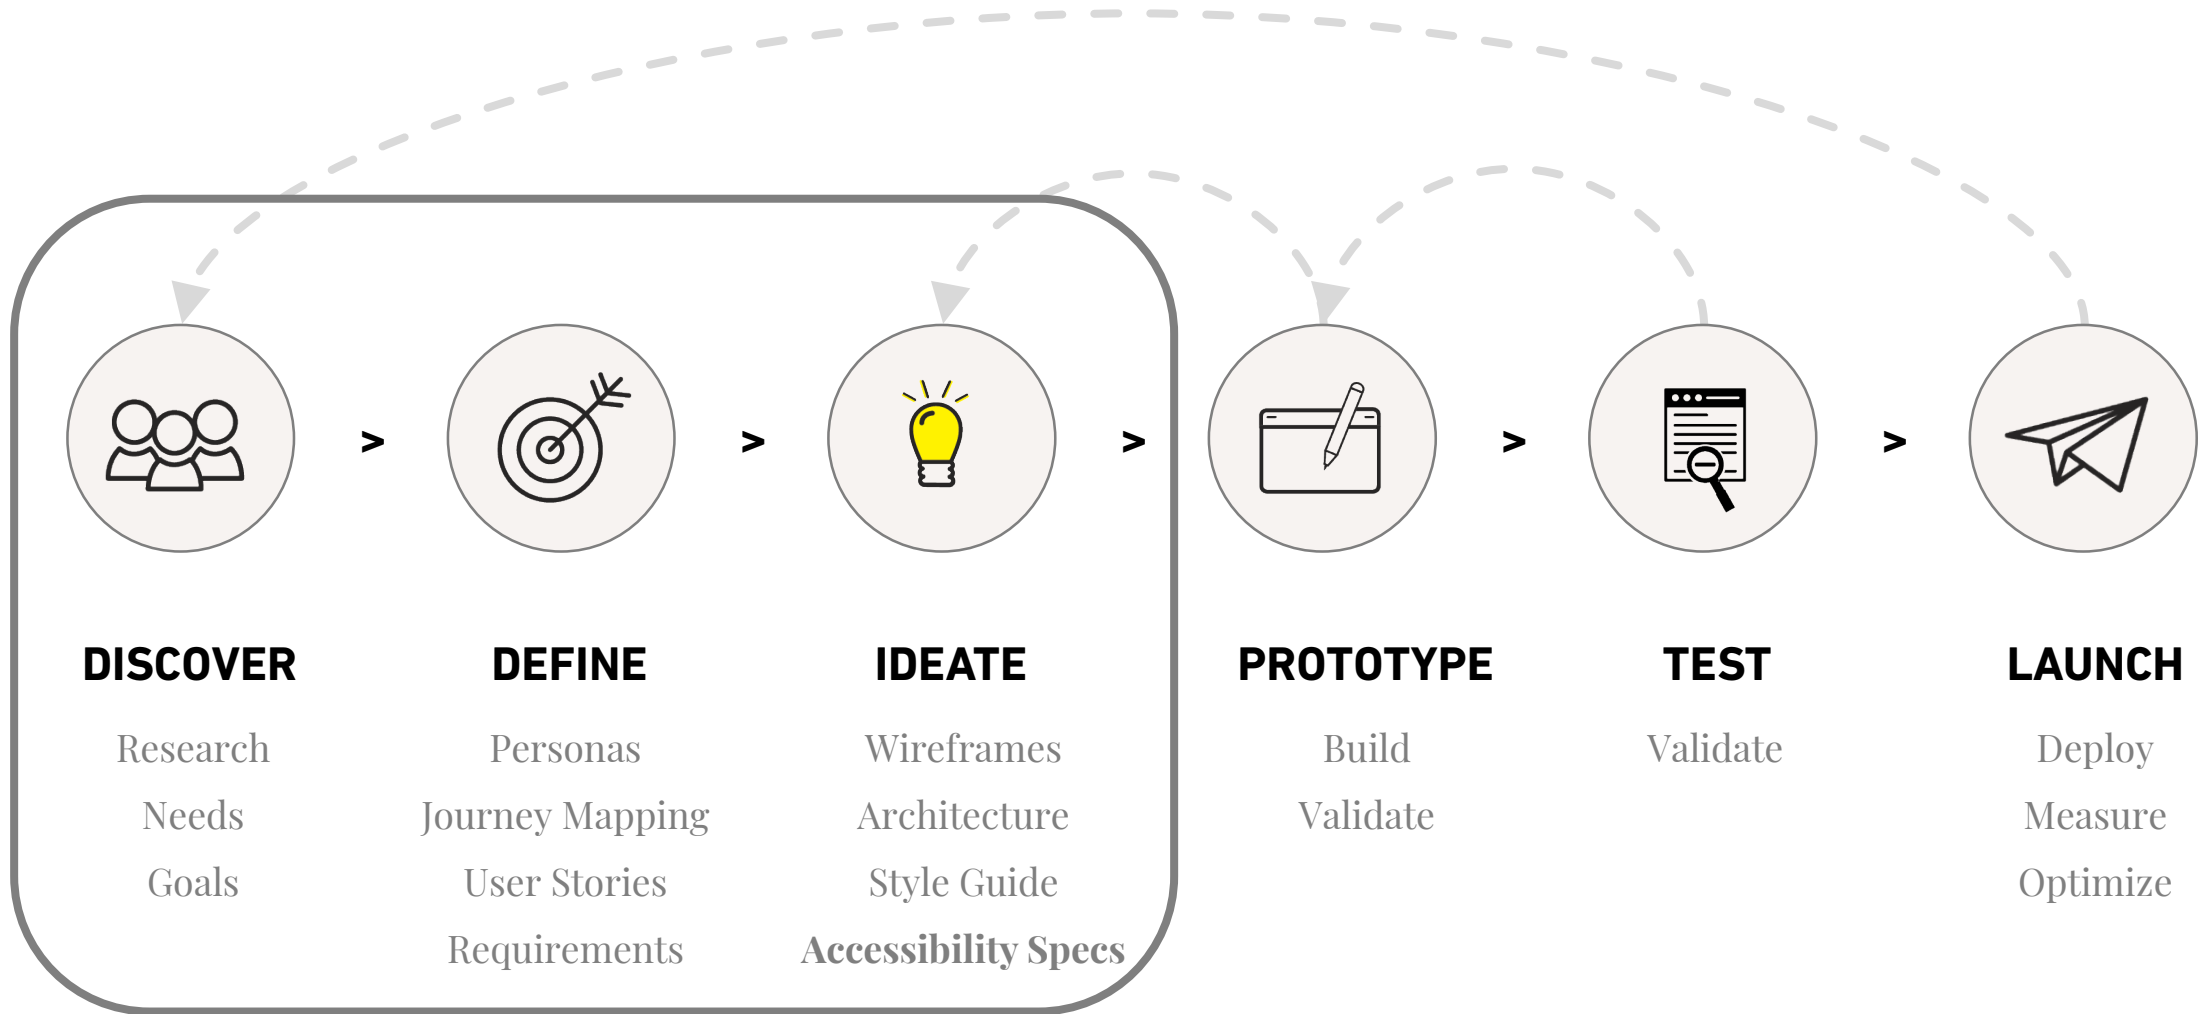 >
>
>
>
>
DISCOVER
Research
Needs
Goals
DEFINE
Personas
Journey Mapping
User Stories
Requirements
IDEATE
Wireframes
Architecture
Style Guide
Accessibility Specs
PROTOTYPE
Build
Validate
TEST
Validate
LAUNCH
Deploy
Measure
Optimize